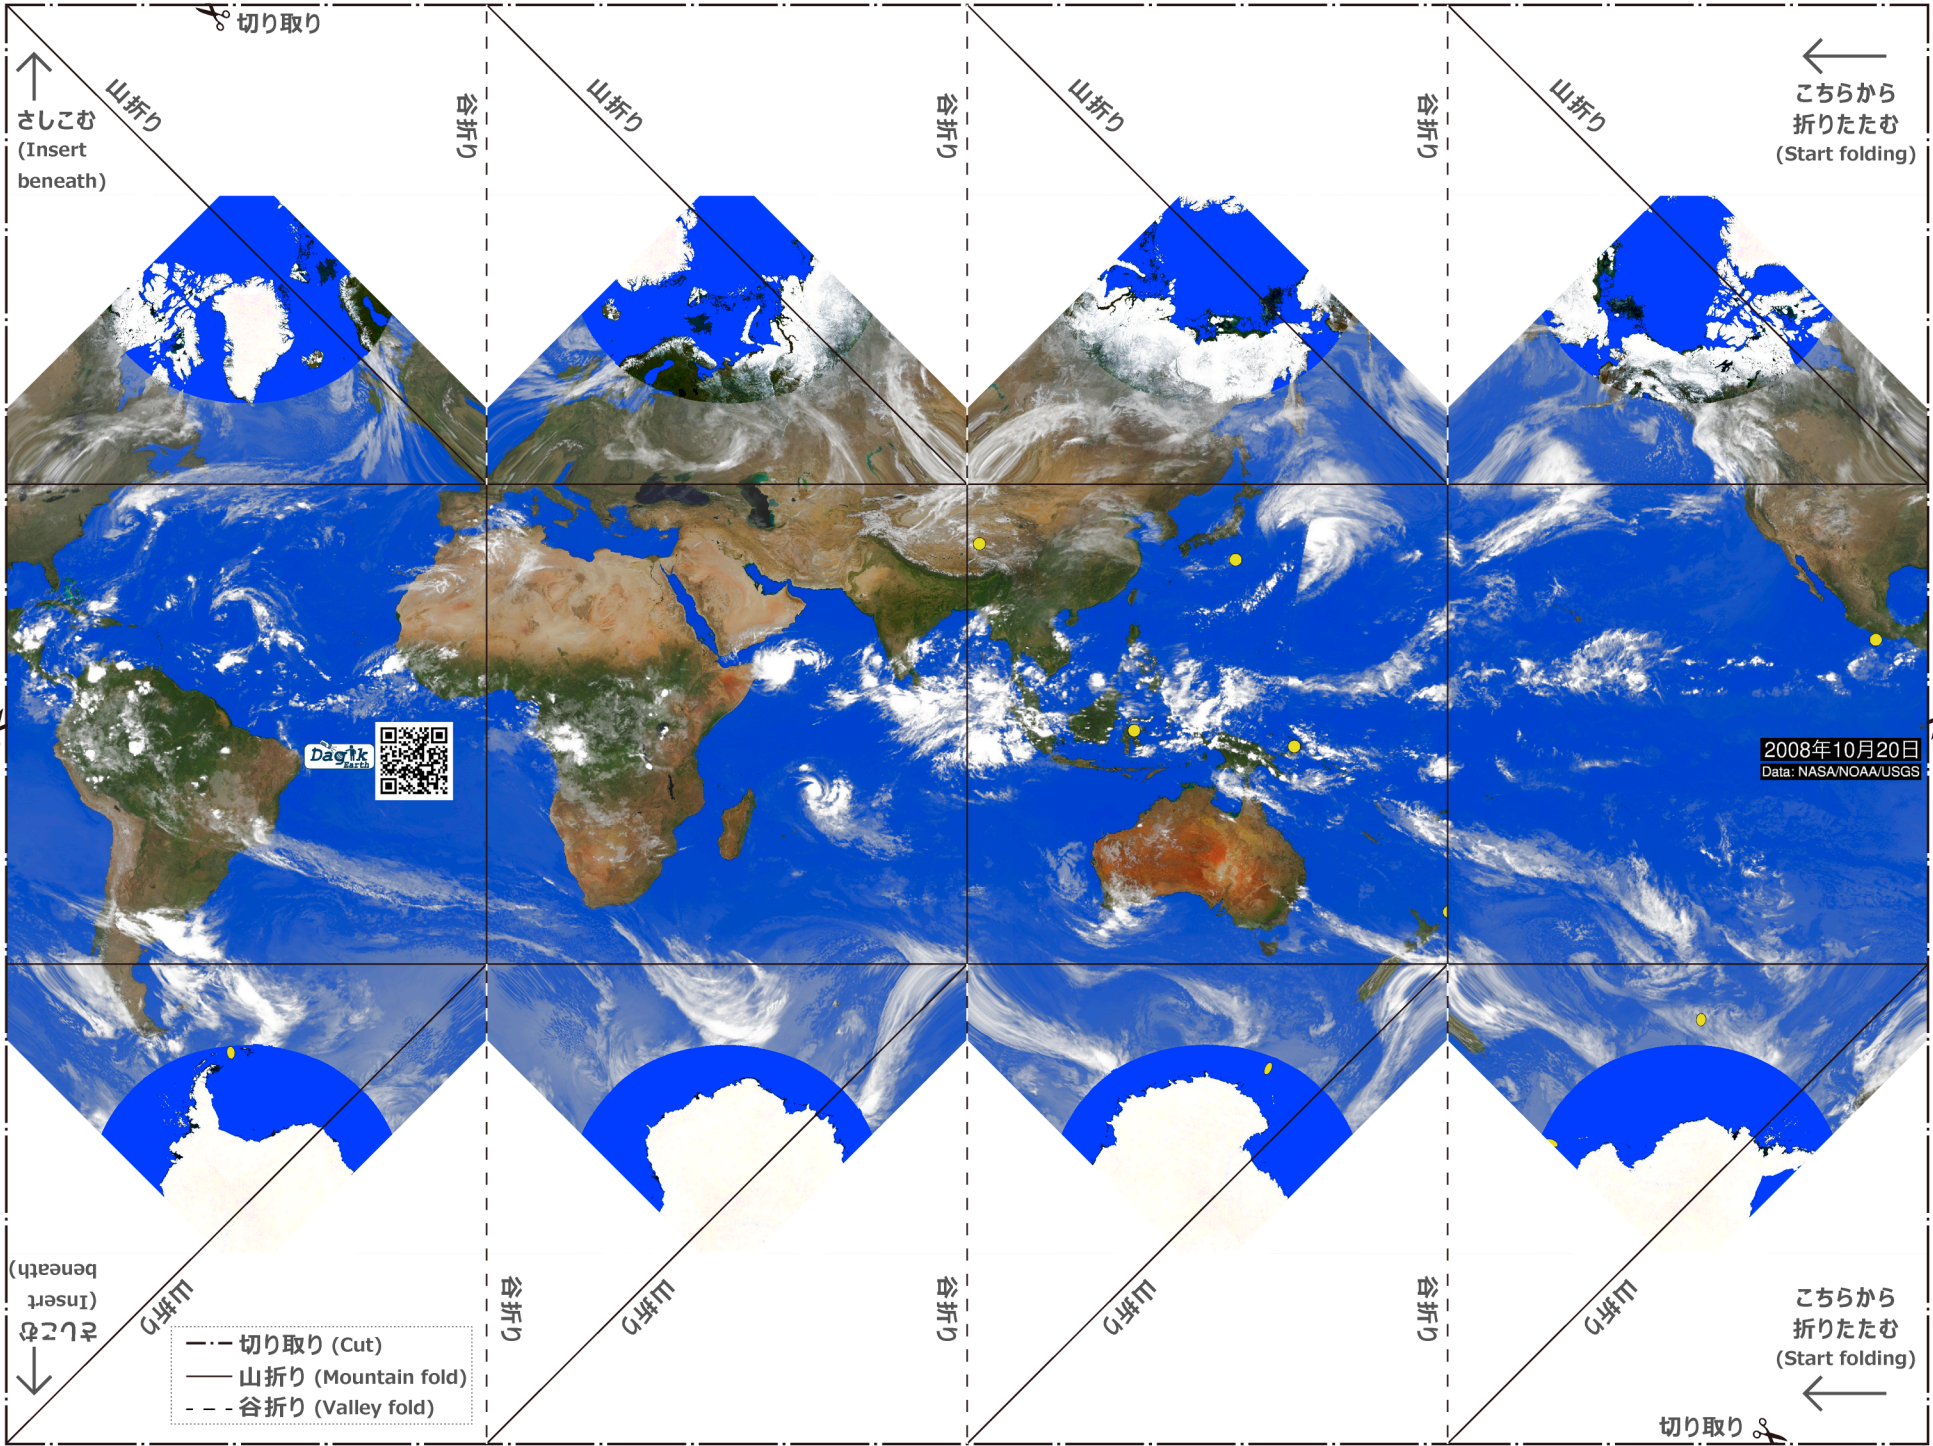 切り取り
さしこむ
(Insert
beneath)
山折り
谷折り
山折り
谷折り
山折り
谷折り
山折り
こちらから
折りたたむ
(Start folding)
Dagik
Earth
2008年10月20日
Data: NASA/NOAA/USGS
さしこむ
(Insert
beneath)
山折り
谷折り
山折り
谷折り
山折り
谷折り
山折り
こちらから
折りたたむ
(Start folding)
切り取り (Cut)
山折り (Mountain fold)
谷折り (Valley fold)
切り取り